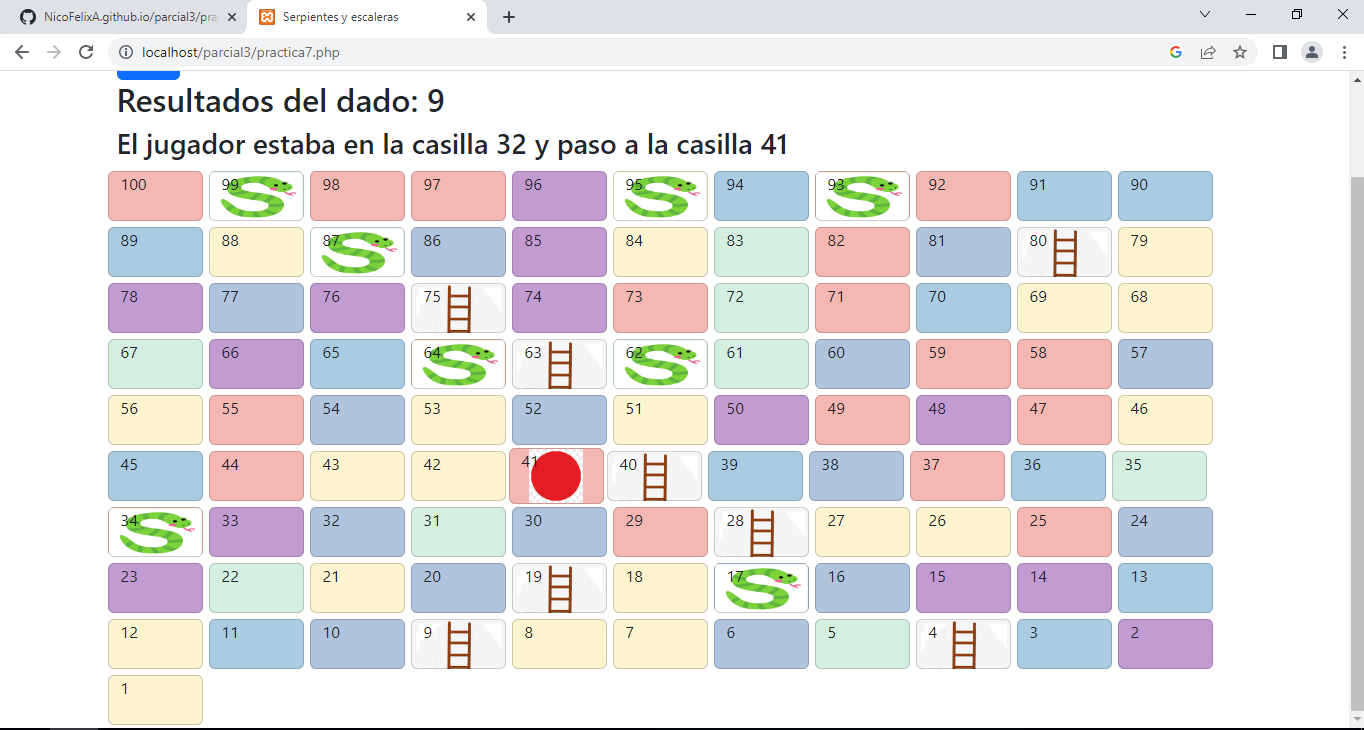 NicoFelixA.github.io/parcial3/pra
Serpientes y escaleras
localhost/parcial3/practica7.php
Resultados del dado: 9
El jugador estaba en la casilla 32 y paso a la casilla 41
100 99 98 97 96 95 94 93 92 91 90
89 88 87 86 85 84 83 82 81 80 79
78 77 76 75 74 73 72 71 70 69 68
67 66 65 64 63 62 61 60 59 58 57
56 55 54 53 52 51 50 49 48 47 46
45 44 43 42 41 40 39 38 37 36 35
34 33 32 31 30 29 28 27 26 25 24
23 22 21 20 19 18 17 16 15 14 13
12 11 10 9 8 7 6 5 4 3 2
1